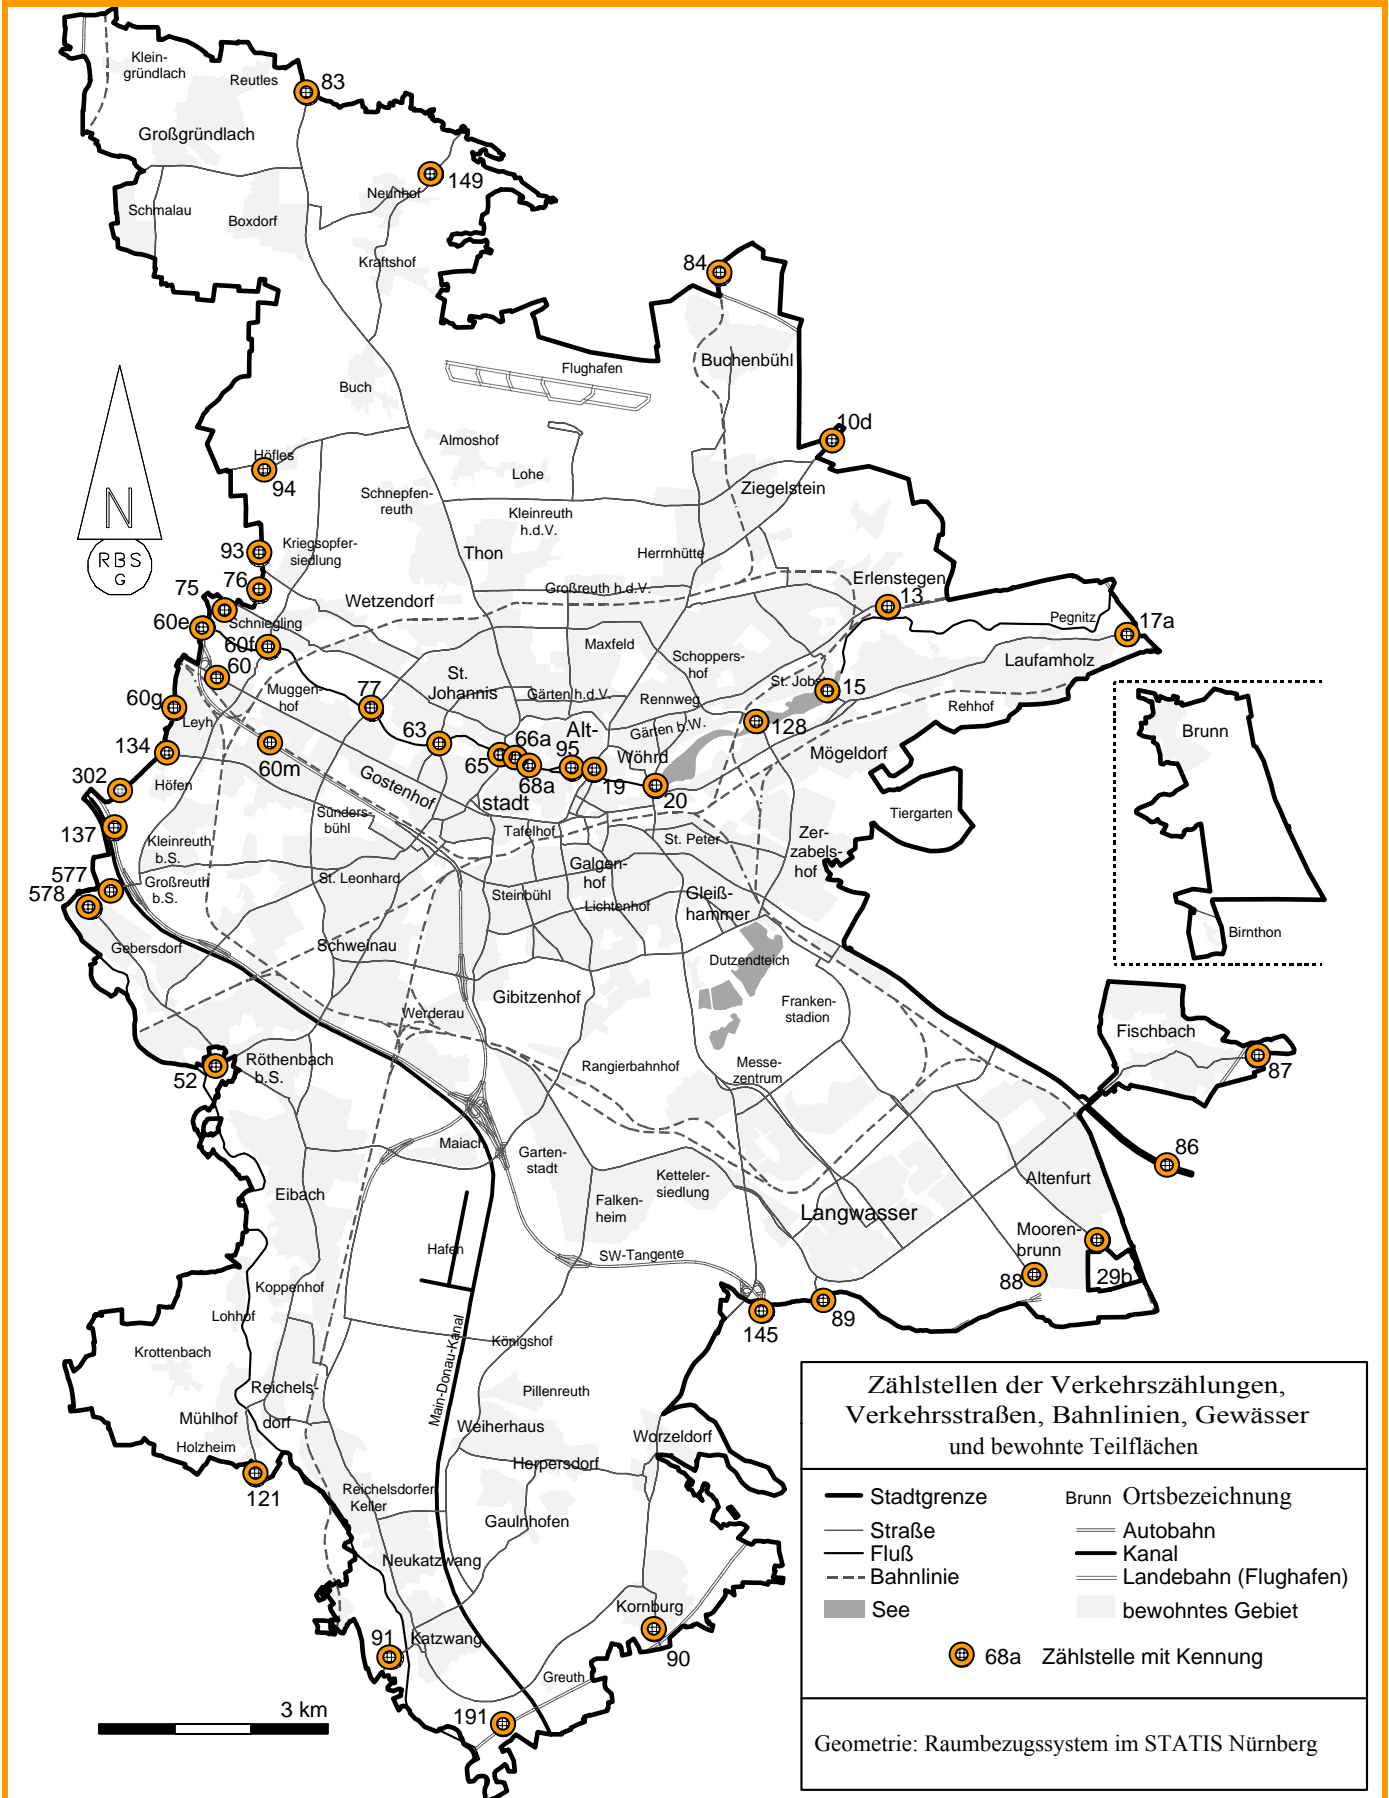 Klein-
gründlach
Reutles
83
Großgründlach
149
Neunhof
Schmalau
Boxdorf
Kraftshof
84
Buchenbühl
Flughafen
Buch
10d
Almoshof
Höfles
94
Lohe
Ziegelstein
Schnepfen-
reuth
Kleinreuth
h.d.V.
N
RBS
G
93
Kriegsopfer-
siedlung
Thon
Herrnhütte
76
75
Großreuth h.d.V.
Erlenstegen
13
Wetzendorf
60e
Schniegling
60f
Pegnitz
17a
Maxfeld
Schoppers-
hof
Laufamholz
60
St.
Johannis
Muggen-
hof
77
Gärten h.d.V.
Rennweg
St. Jobst
15
60g
Leyh
Rehhof
63
66a
Alt-
Gärten b.W.
128
Brunn
134
65
95
Wöhrd
Mögeldorf
60m
68a
19
20
302
Höfen
Gostenhof
stadt
Tiergarten
137
Sünders-
bühl
Tafelhof
St. Peter
Zer-
zabels-
hof
Kleinreuth
b.S.
577
578
Großreuth
b.S.
St. Leonhard
Steinbühl
Galgen-
hof
Gleiß-
hammer
Lichtenhof
Birnthon
Gebersdorf
Schweinau
Dutzendteich
Gibitzenhof
Franken-
stadion
Werderau
Fischbach
52
Röthenbach
b.S.
Rangierbahnhof
Messe-
zentrum
87
Maiach
Garten-
stadt
86
Eibach
Ketteler-
siedlung
Altenfurt
Falken-
heim
Langwasser
Mooren-
brunn
Hafen
SW-Tangente
88
29b
Koppenhof
145
89
Lohhof
Main-Donau-Kanal
Königshof
Krottenbach
Reichels-
dorf
Pillenreuth
Mühlhof
Weiherhaus
Worzeldorf
Holzheim
Herpersdorf
121
Reichelsdorfer
Keller
Gaulnhofen
Neukatzwang
Kornburg
91
Katzwang
90
Greuth
191
3 km
Zählstellen der Verkehrszählungen,
Verkehrsstraßen, Bahnlinien, Gewässer
und bewohnte Teilflächen
Stadtgrenze
Brunn Ortsbezeichnung
Straße
Autobahn
Fluß
Kanal
Bahnlinie
Landebahn (Flughafen)
See
bewohntes Gebiet
68a Zählstelle mit Kennung
Geometrie: Raumbezugssystem im STATIS Nürnberg